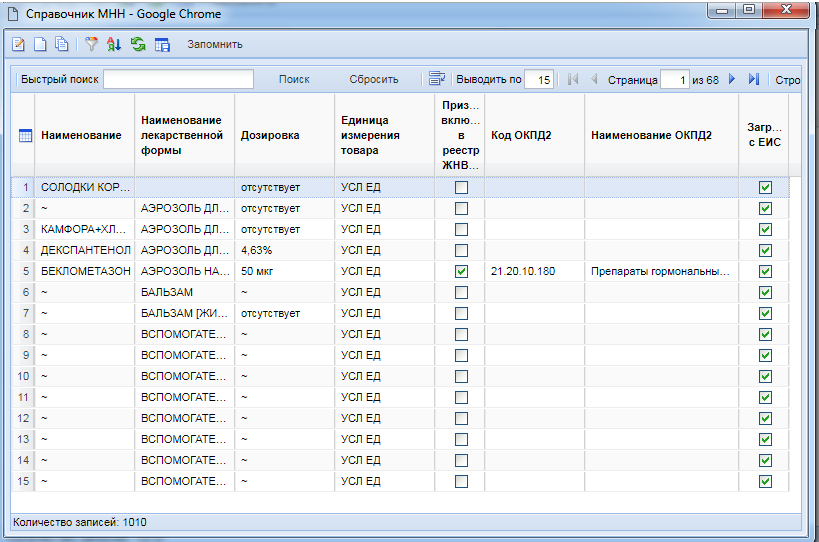 Справочник МНН - Google Chrome
Запомнить
Быстрый поиск Поиск Сбросить Выводить по 15 Страница 1 из 68 Стро
Наименование Наименование лекарственной формы Дозировка Единица измерения товара Приз... вклю... в реестр ЖНВ... Код ОКПД2 Наименование ОКПД2 Загр... с ЕИС
1 СОЛОДКИ КОР... отсутствует УСЛ ЕД
2 ~ АЭРОЗОЛЬ ДЛ... отсутствует УСЛ ЕД
3 КАМФОРА+ХЛ... АЭРОЗОЛЬ ДЛ... отсутствует УСЛ ЕД
4 ДЕКСПАНТЕНОЛ АЭРОЗОЛЬ ДЛ... 4,63% УСЛ ЕД
5 БЕКЛОМЕТАЗОН АЭРОЗОЛЬ НА... 50 мкг УСЛ ЕД 21.20.10.180 Препараты гормональны...
6 ~ БАЛЬЗАМ ~ УСЛ ЕД
7 ~ БАЛЬЗАМ [ЖИ... отсутствует УСЛ ЕД
8 ~ ВСПОМОГАТЕ... ~ УСЛ ЕД
9 ~ ВСПОМОГАТЕ... ~ УСЛ ЕД
10 ~ ВСПОМОГАТЕ... ~ УСЛ ЕД
11 ~ ВСПОМОГАТЕ... ~ УСЛ ЕД
12 ~ ВСПОМОГАТЕ... ~ УСЛ ЕД
13 ~ ВСПОМОГАТЕ... ~ УСЛ ЕД
14 ~ ВСПОМОГАТЕ... ~ УСЛ ЕД
15 ~ ВСПОМОГАТЕ... ~ УСЛ ЕД
Количество записей: 1010